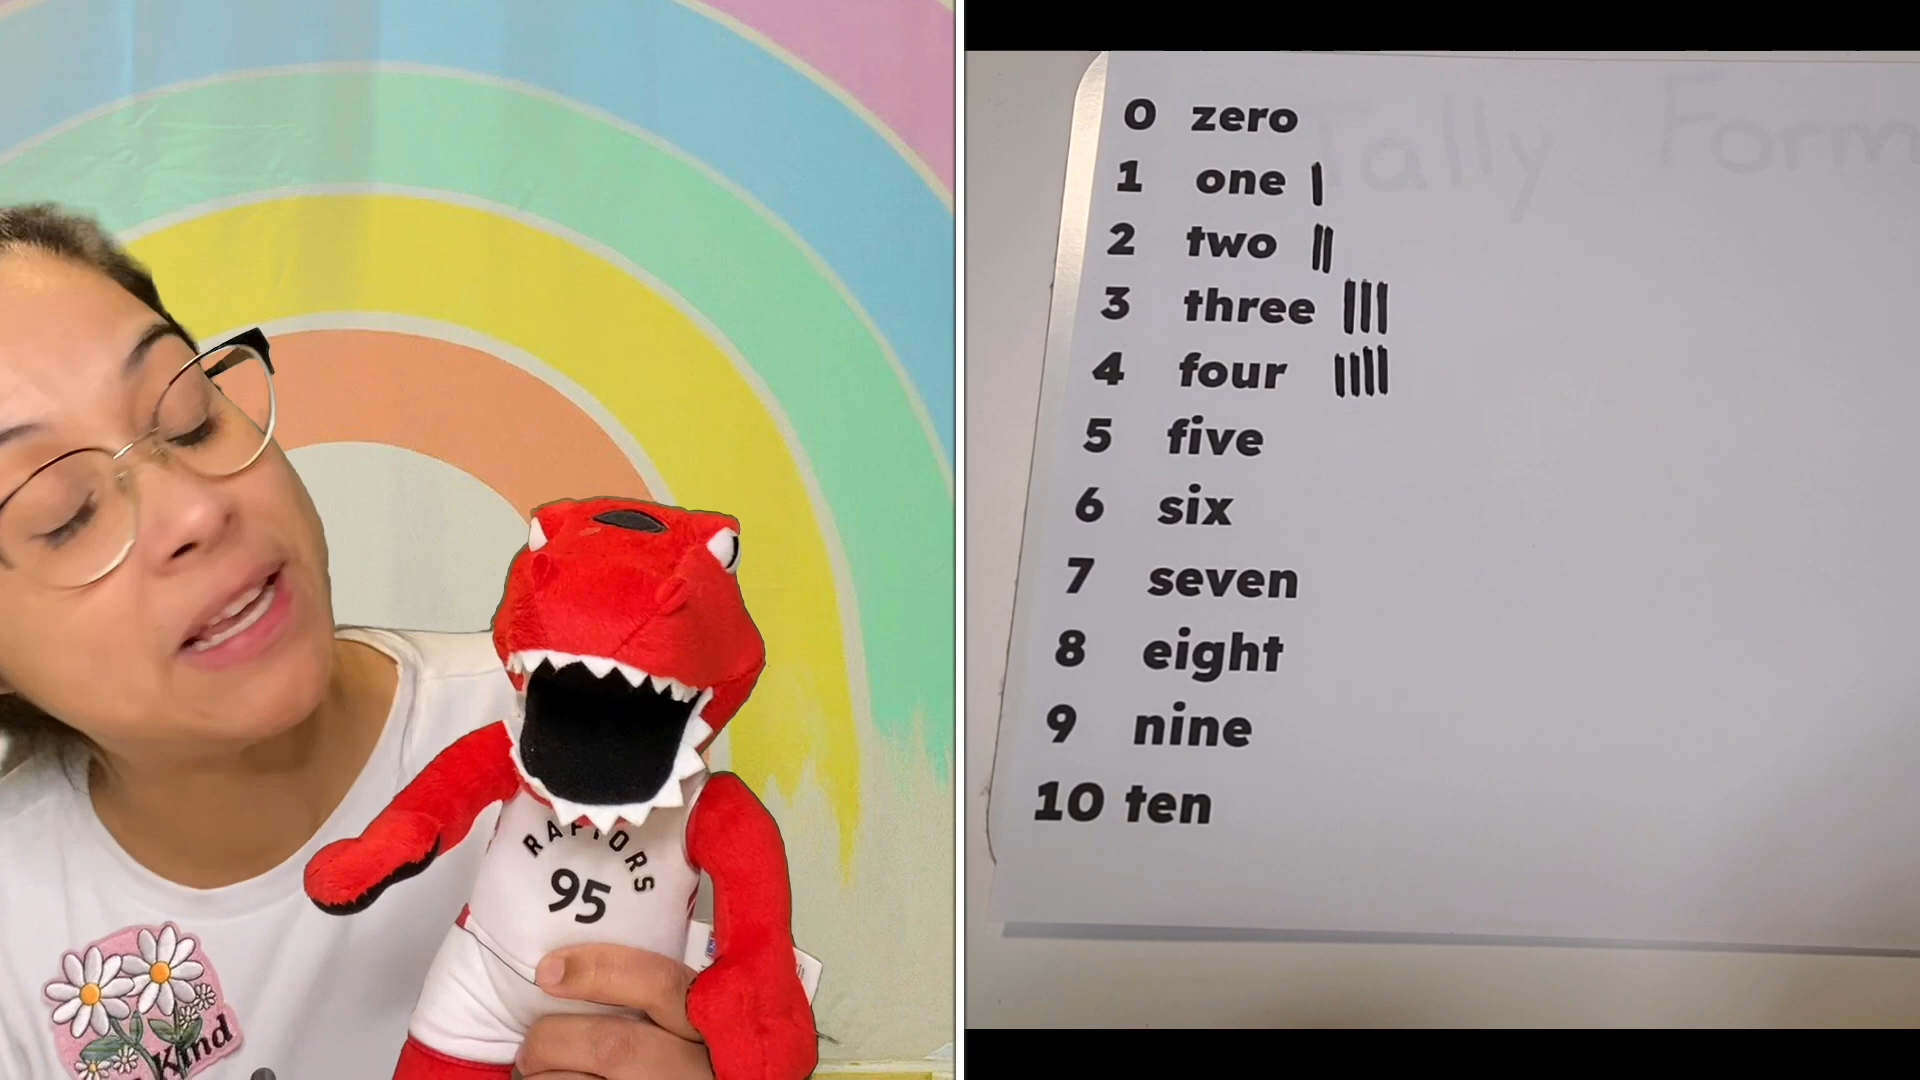 RAPTORS
95
Kind
Tally Form
0 zero
1 one |
2 two ||
3 three |||
4 four ||||
5 five
6 six
7 seven
8 eight
9 nine
10 ten